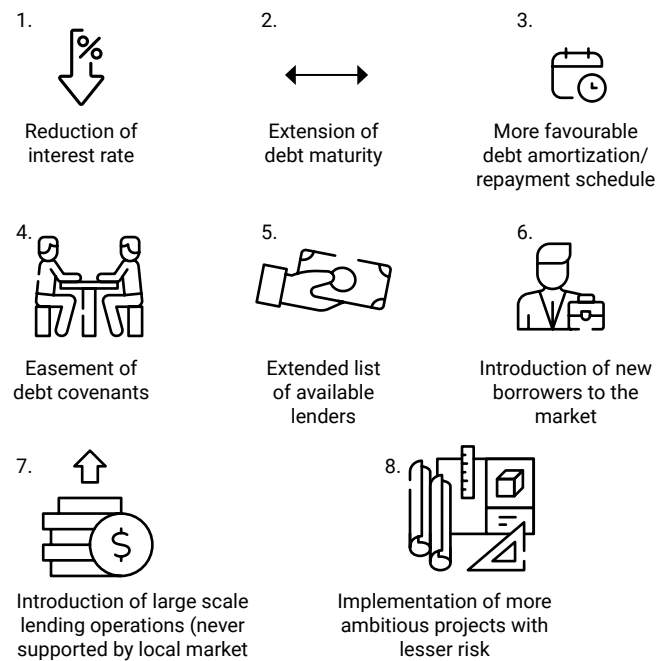 1.
2.
3.
Reduction of
interest rate
Extension of
debt maturity
More favourable
debt amortization/
repayment schedule
4.
5.
6.
Easement of
debt covenants
Extended list
of available
lenders
Introduction of new
borrowers to the
market
7.
8.
Introduction of large scale
lending operations (never
supported by local market
Implementation of more
ambitious projects with
lesser risk